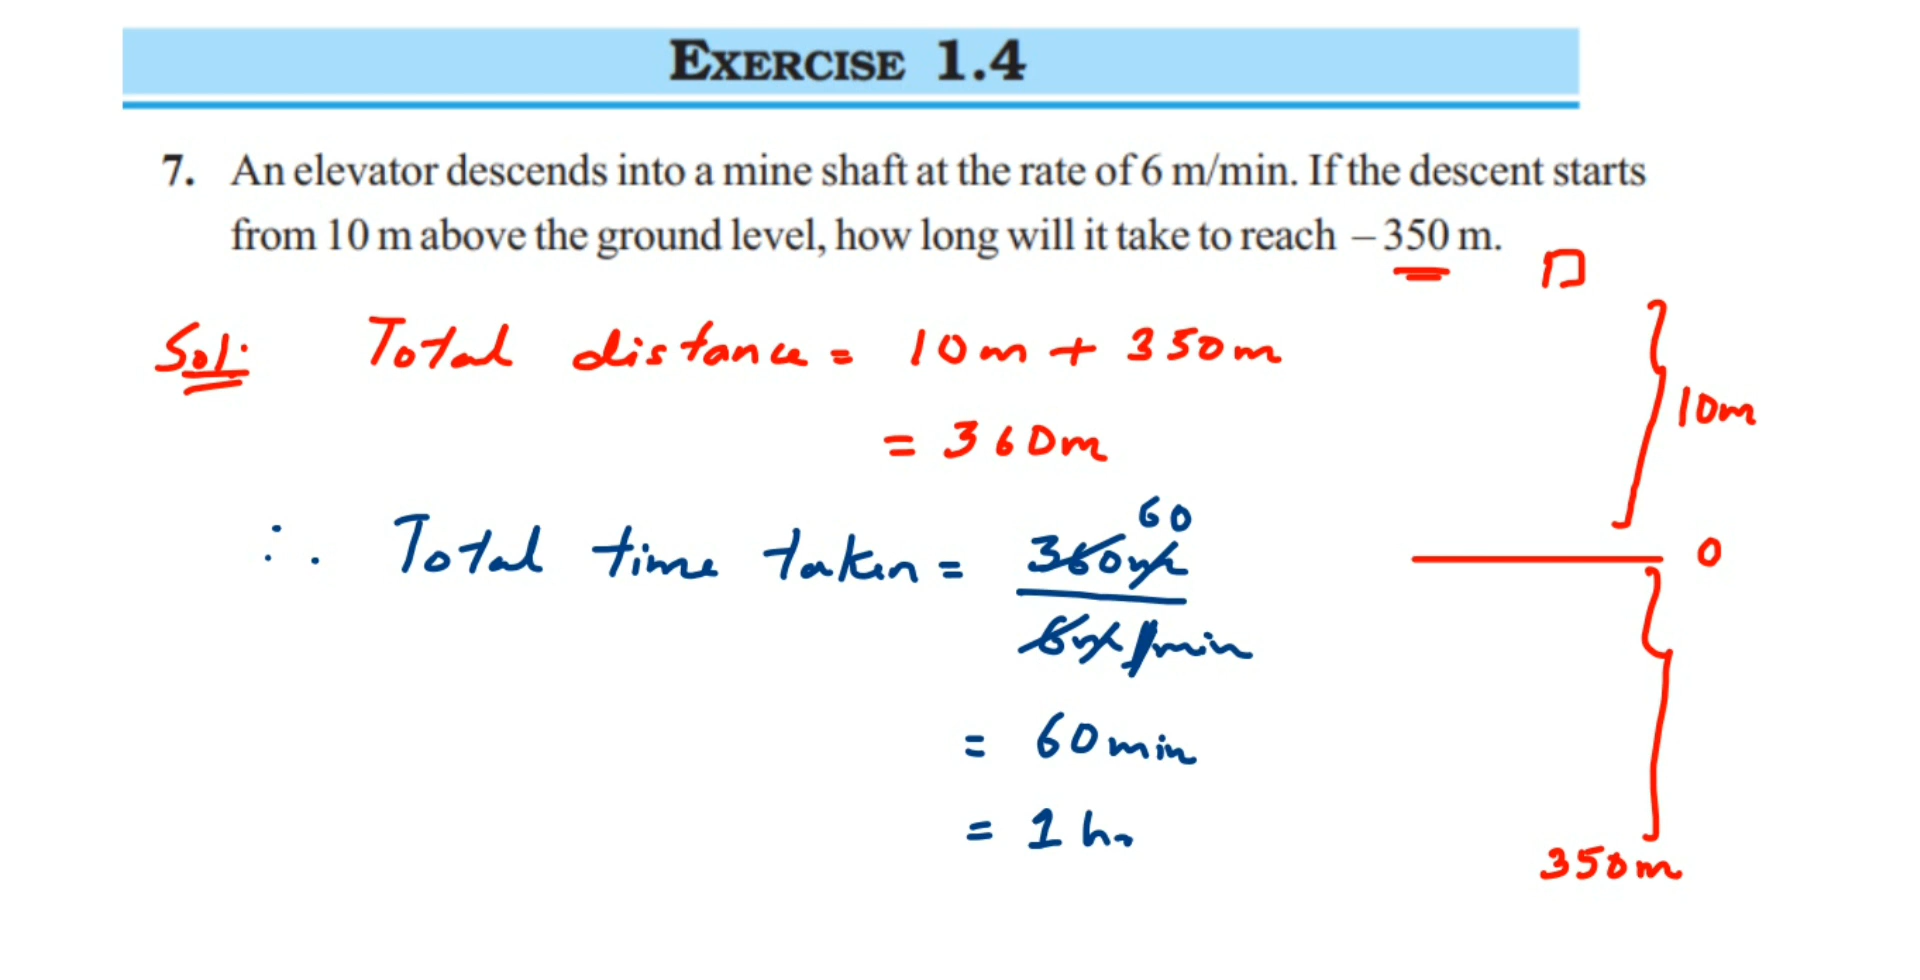 EXERCISE 1.4
7. An elevator descends into a mine shaft at the rate of 6 m/min. If the descent starts
from 10 m above the ground level, how long will it take to reach – 350 m.
Sol: Total distance = 10m + 350m
= 360m
10m
∴ Total time taken = 360m / 6m/min
60
0
= 60min
= 1 hr
350m